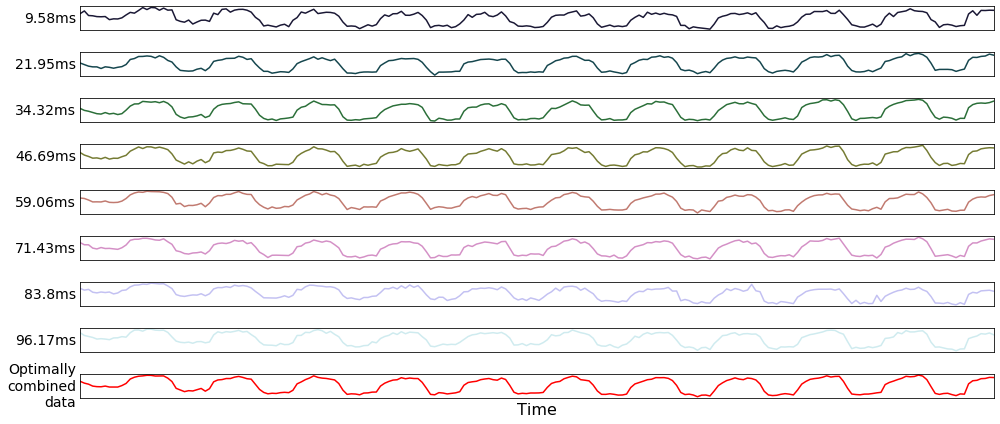 9.58ms
21.95ms
34.32ms
46.69ms
59.06ms
71.43ms
83.8ms
96.17ms
Optimally
combined
data
Time